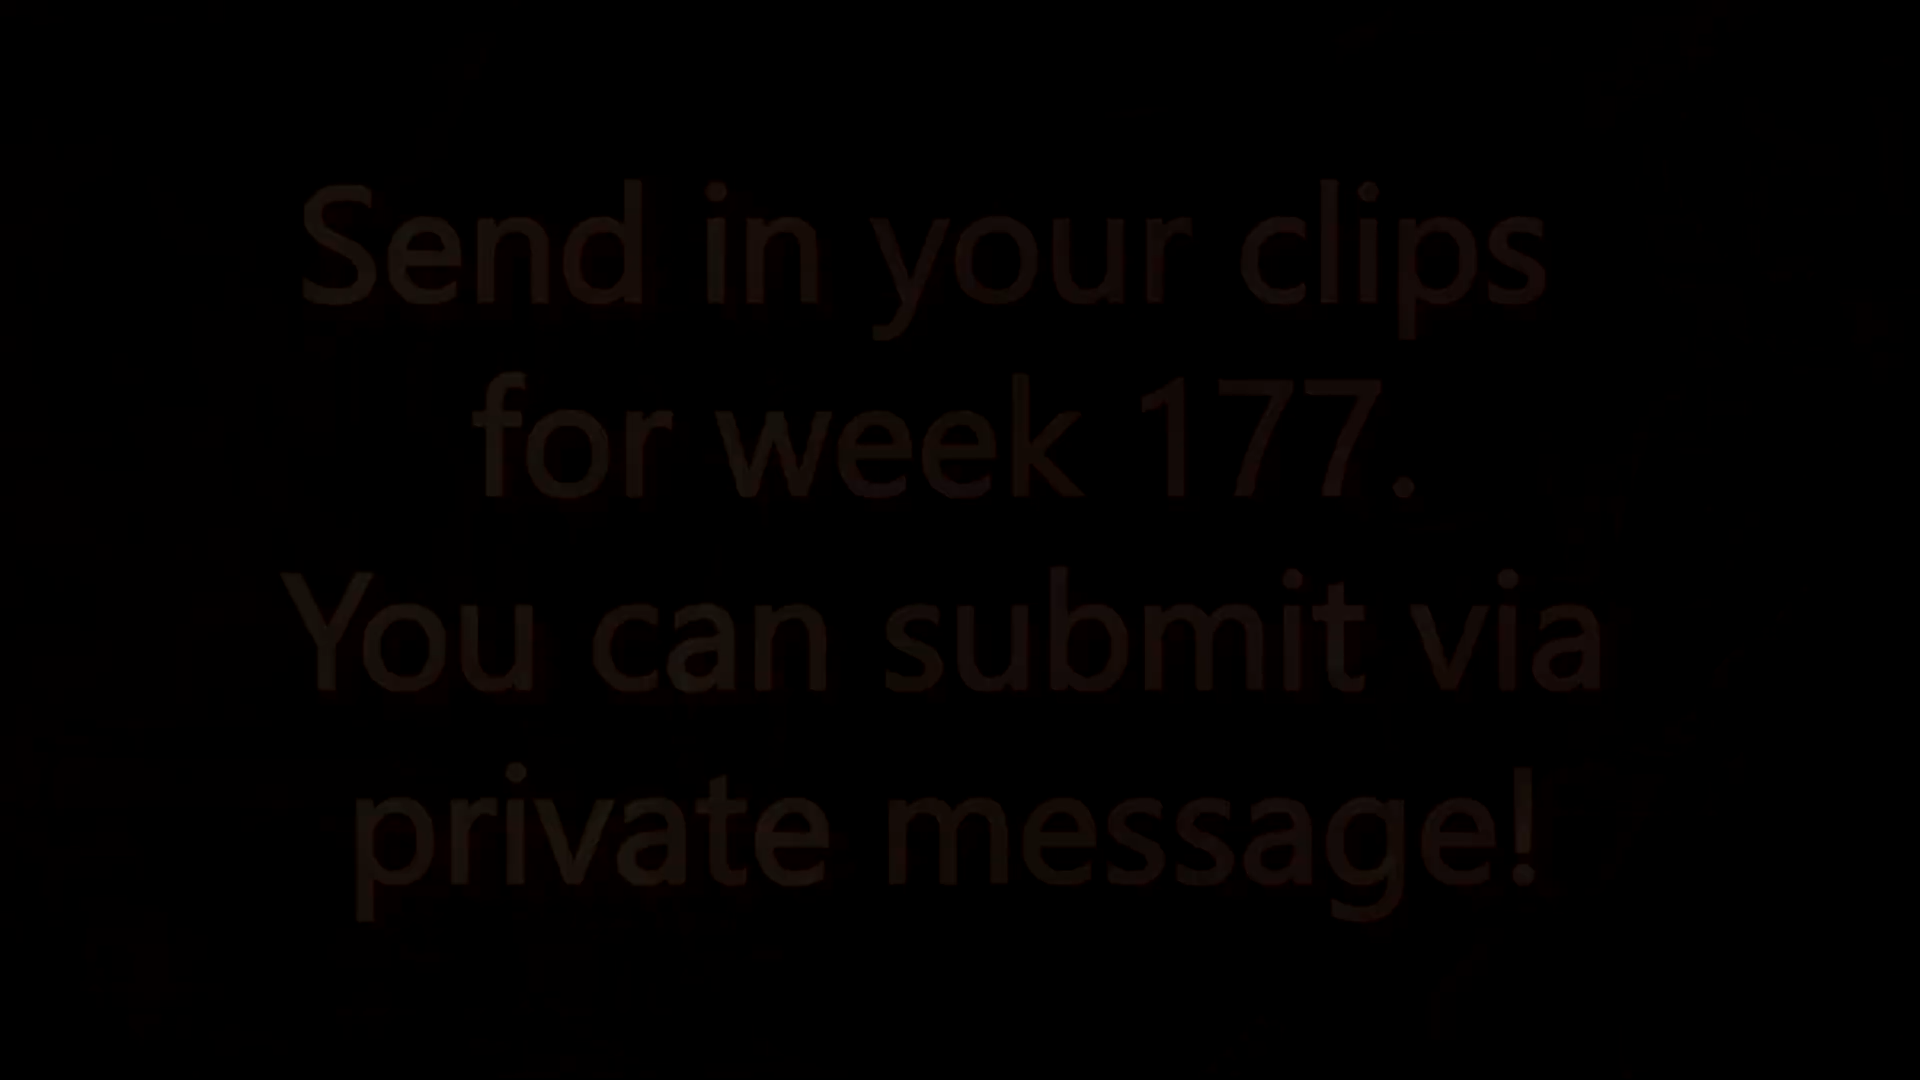 Send in your clips
for week 177.
You can submit via
private message!